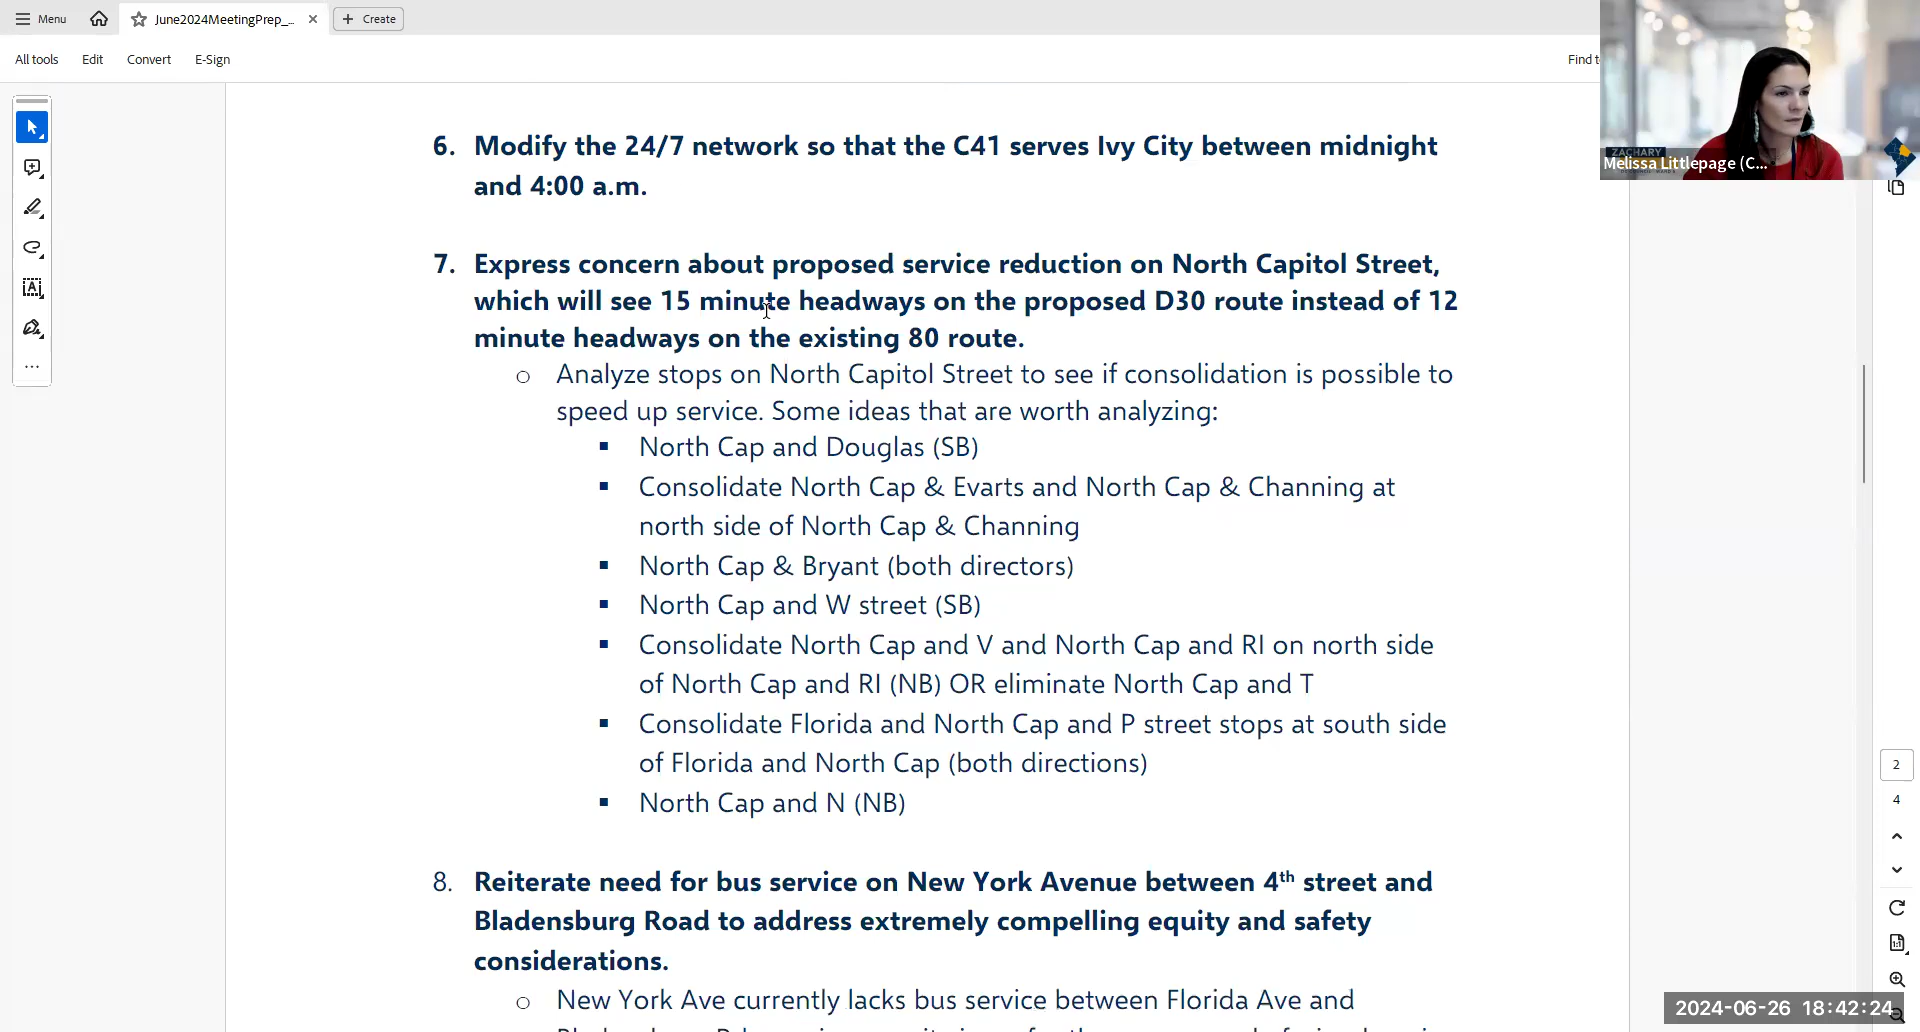 Menu
June2024MeetingPrep_...
Create
All tools
Edit
Convert
E-Sign
Find t
ZACHARY
Melissa Littlepage (C...
6. Modify the 24/7 network so that the C41 serves Ivy City between midnight
and 4:00 a.m.
7. Express concern about proposed service reduction on North Capitol Street,
which will see 15 minute headways on the proposed D30 route instead of 12
minute headways on the existing 80 route.
○ Analyze stops on North Capitol Street to see if consolidation is possible to
speed up service. Some ideas that are worth analyzing:
▪ North Cap and Douglas (SB)
▪ Consolidate North Cap & Evarts and North Cap & Channing at
north side of North Cap & Channing
▪ North Cap & Bryant (both directors)
▪ North Cap and W street (SB)
▪ Consolidate North Cap and V and North Cap and RI on north side
of North Cap and RI (NB) OR eliminate North Cap and T
▪ Consolidate Florida and North Cap and P street stops at south side
of Florida and North Cap (both directions)
▪ North Cap and N (NB)
8. Reiterate need for bus service on New York Avenue between 4th street and
Bladensburg Road to address extremely compelling equity and safety
considerations.
○ New York Ave currently lacks bus service between Florida Ave and
2
4
2024-06-26 18:42:24